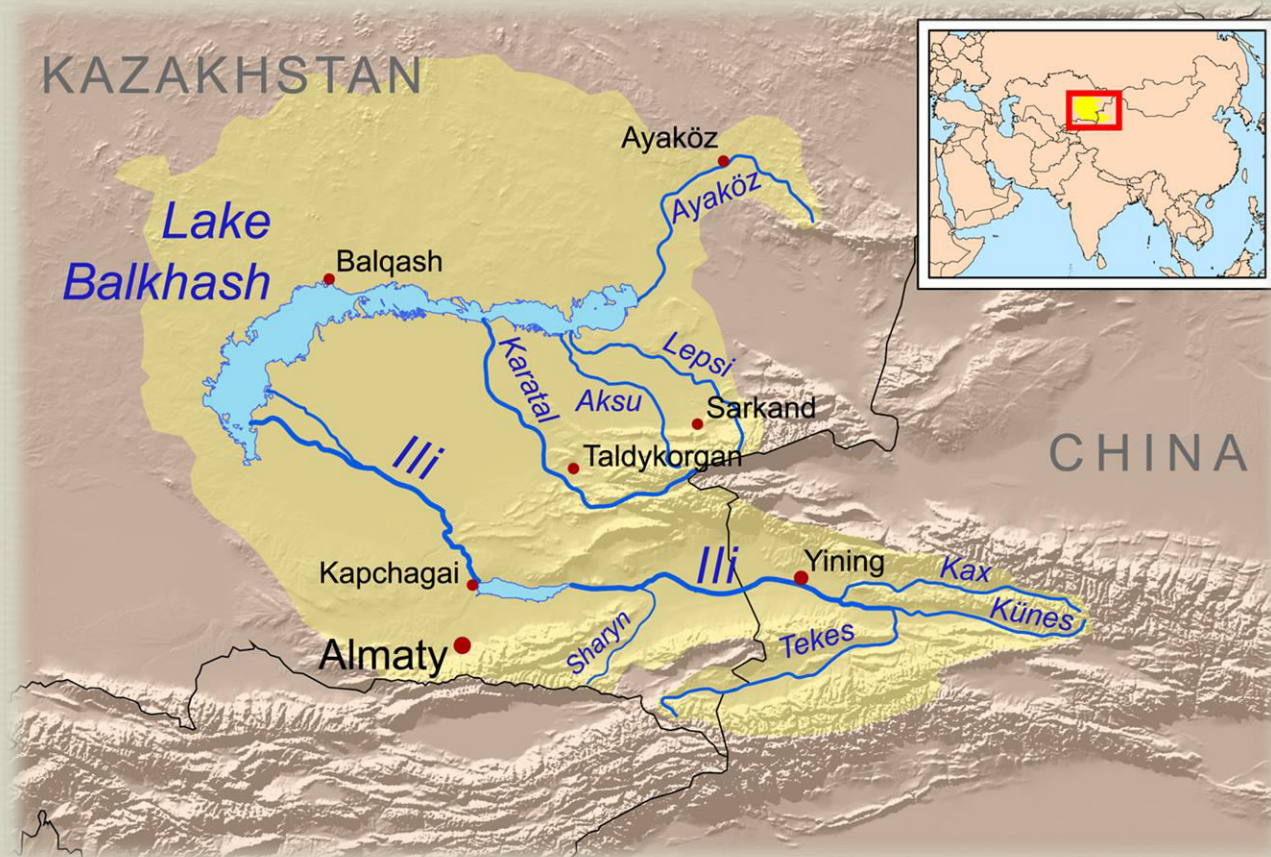 KAZAKHSTAN
Ayaköz
Ayaköz
Lake
Balkhash
Balqash
Karatal
Lepsi
Aksu
Sarkand
Taldykorgan
CHINA
Ili
Kapchagai
Ili
Yining
Kax
Künes
Tekes
Sharyn
Almaty